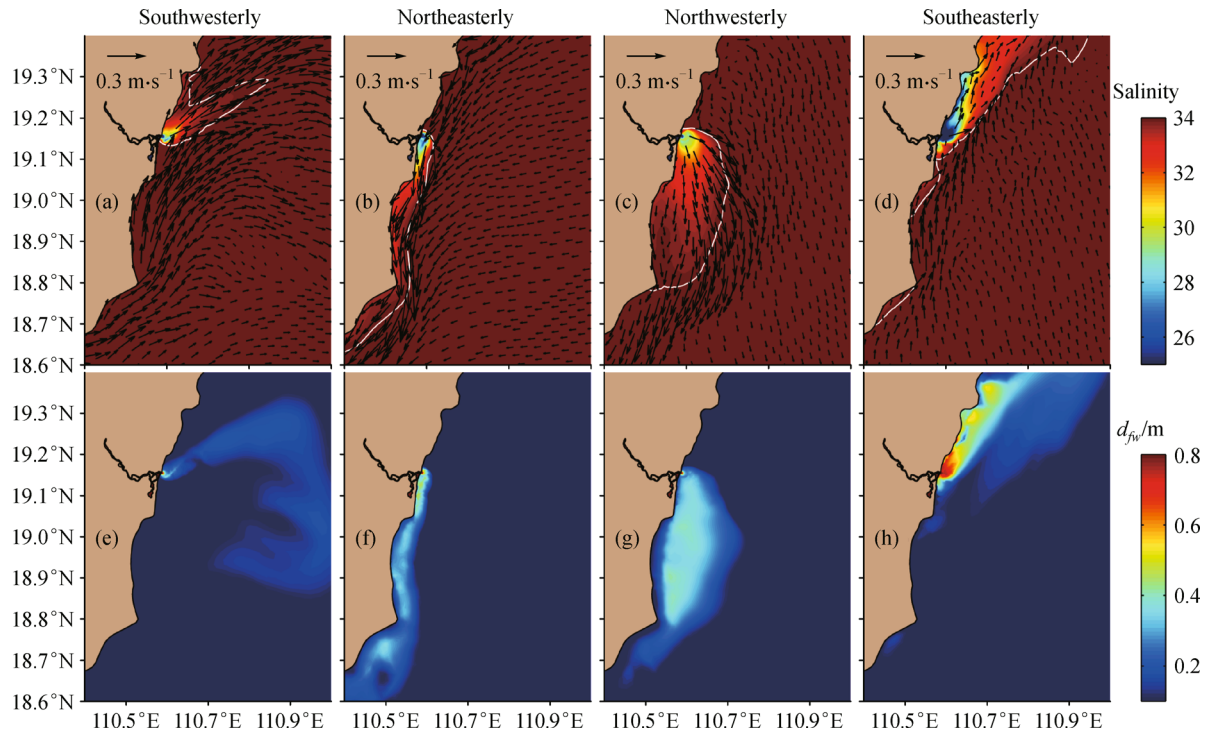 Southwesterly Northeasterly Northwesterly Southeasterly
0.3 m·s⁻¹ 0.3 m·s⁻¹ 0.3 m·s⁻¹ 0.3 m·s⁻¹
19.3°N
19.2°N
19.1°N
19.0°N
18.9°N
18.8°N
18.7°N
18.6°N
(a) (b) (c) (d)
Salinity
34
32
30
28
26
19.3°N
19.2°N
19.1°N
19.0°N
18.9°N
18.8°N
18.7°N
18.6°N
(e) (f) (g) (h)
d_fw/m
0.8
0.6
0.4
0.2
110.5°E 110.7°E 110.9°E 110.5°E 110.7°E 110.9°E 110.5°E 110.7°E 110.9°E 110.5°E 110.7°E 110.9°E